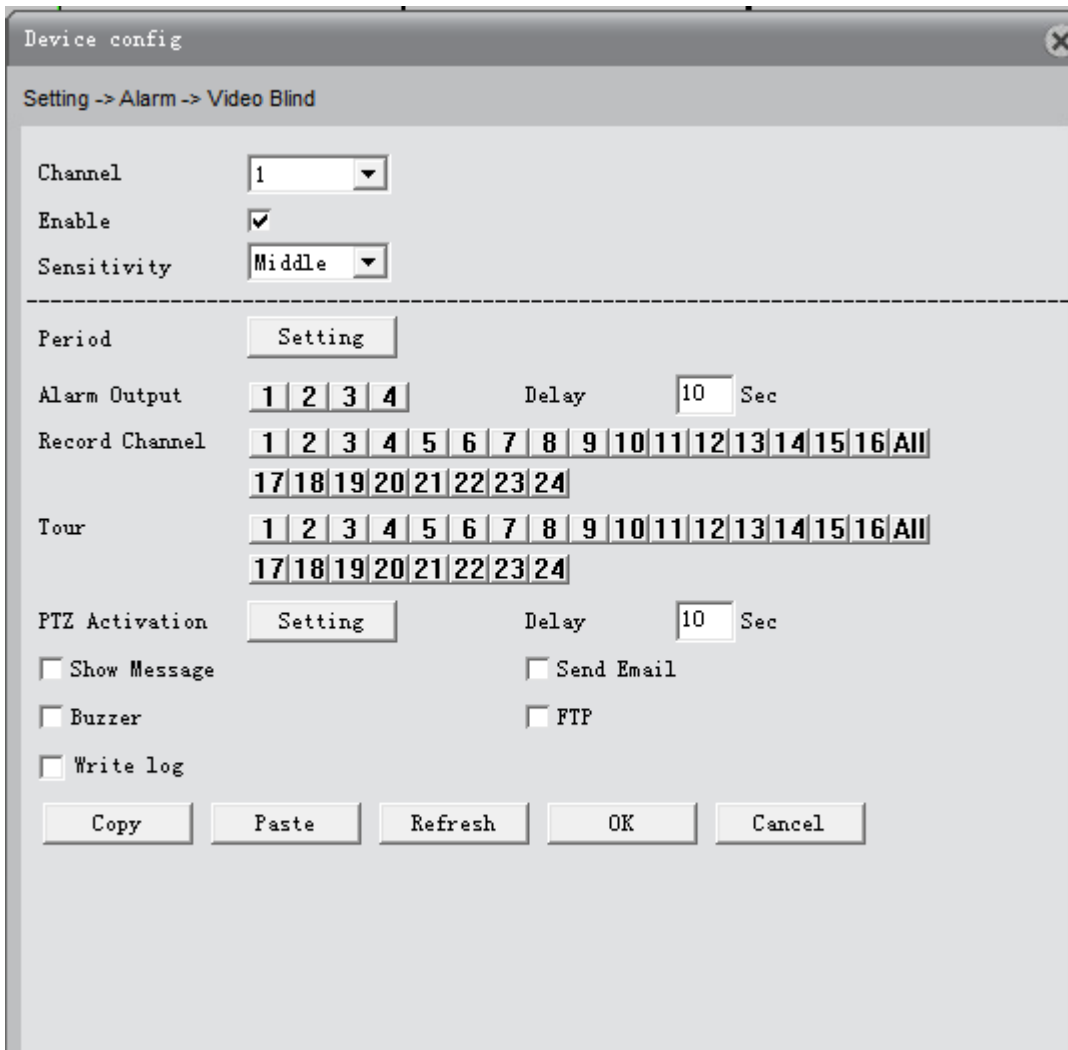 Device config
Setting -> Alarm -> Video Blind
Channel 1
Enable
Sensitivity Middle
Period Setting
Alarm Output 1 2 3 4 Delay 10 Sec
Record Channel 1 2 3 4 5 6 7 8 9 10 11 12 13 14 15 16 All
17 18 19 20 21 22 23 24
Tour 1 2 3 4 5 6 7 8 9 10 11 12 13 14 15 16 All
17 18 19 20 21 22 23 24
PTZ Activation Setting Delay 10 Sec
Show Message Send Email
Buzzer FTP
Write log
Copy Paste Refresh OK Cancel